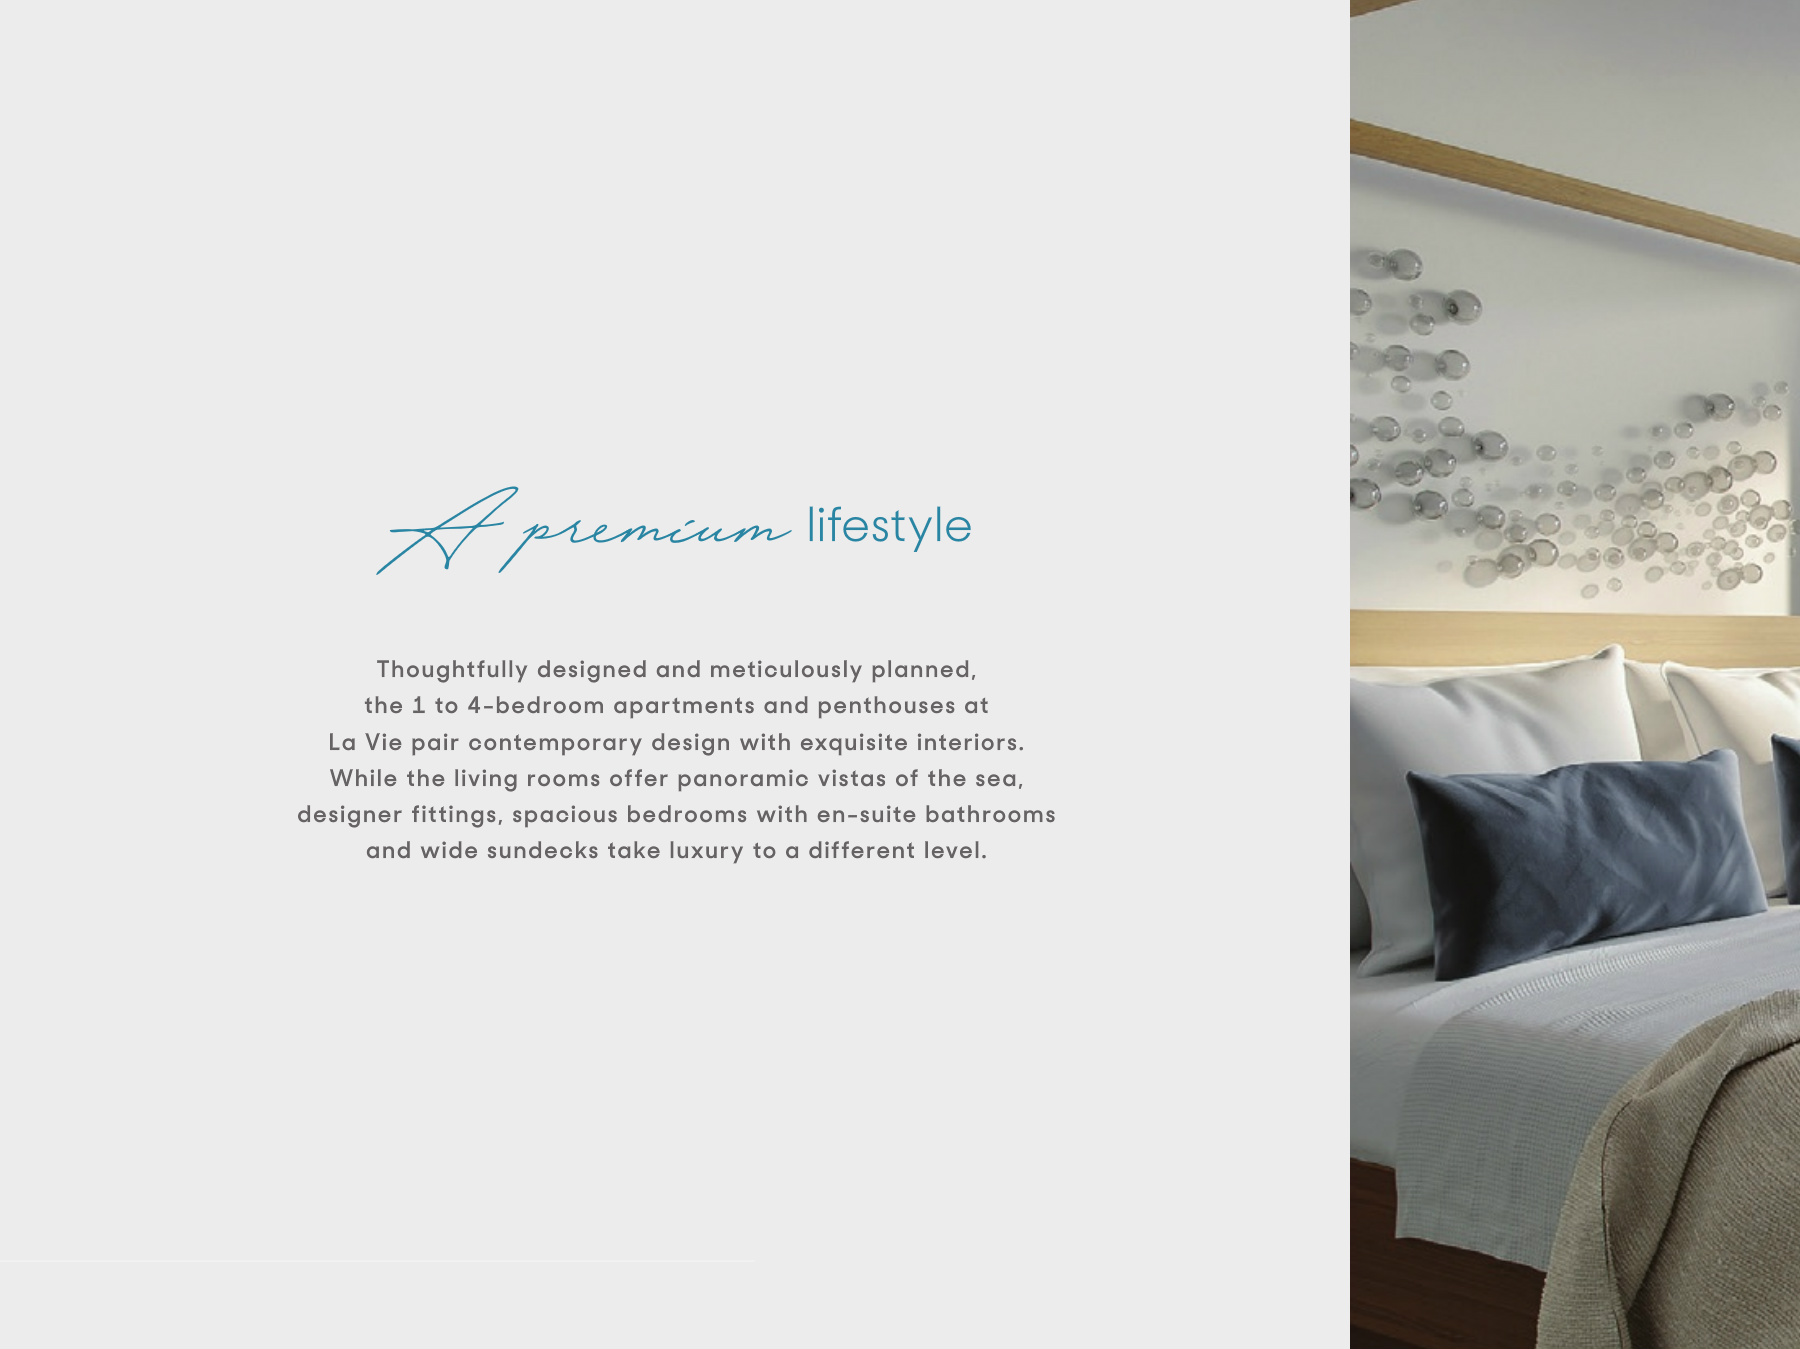 A premium lifestyle
Thoughtfully designed and meticulously planned,
the 1 to 4-bedroom apartments and penthouses at
La Vie pair contemporary design with exquisite interiors.
While the living rooms offer panoramic vistas of the sea,
designer fittings, spacious bedrooms with en-suite bathrooms
and wide sundecks take luxury to a different level.